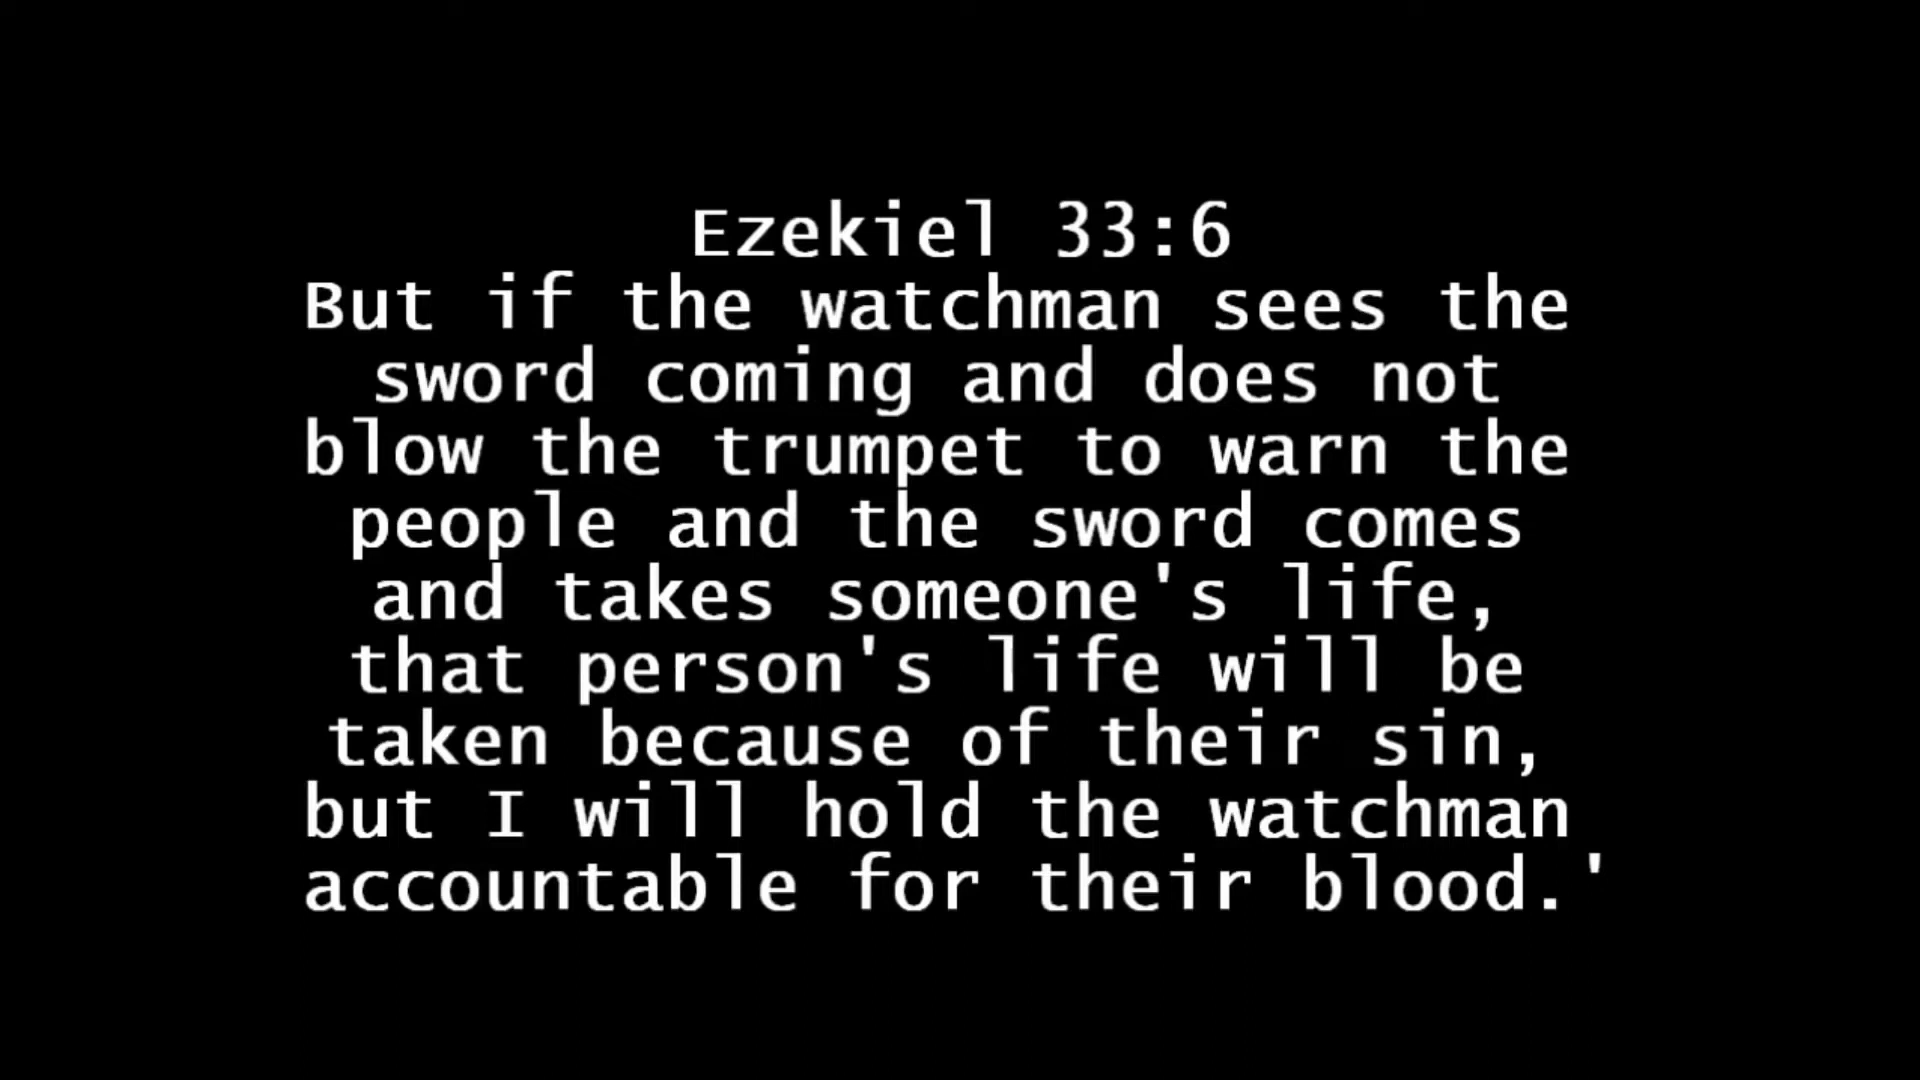 Ezekiel 33:6
But if the watchman sees the
sword coming and does not
blow the trumpet to warn the
people and the sword comes
and takes someone's life,
that person's life will be
taken because of their sin,
but I will hold the watchman
accountable for their blood.'